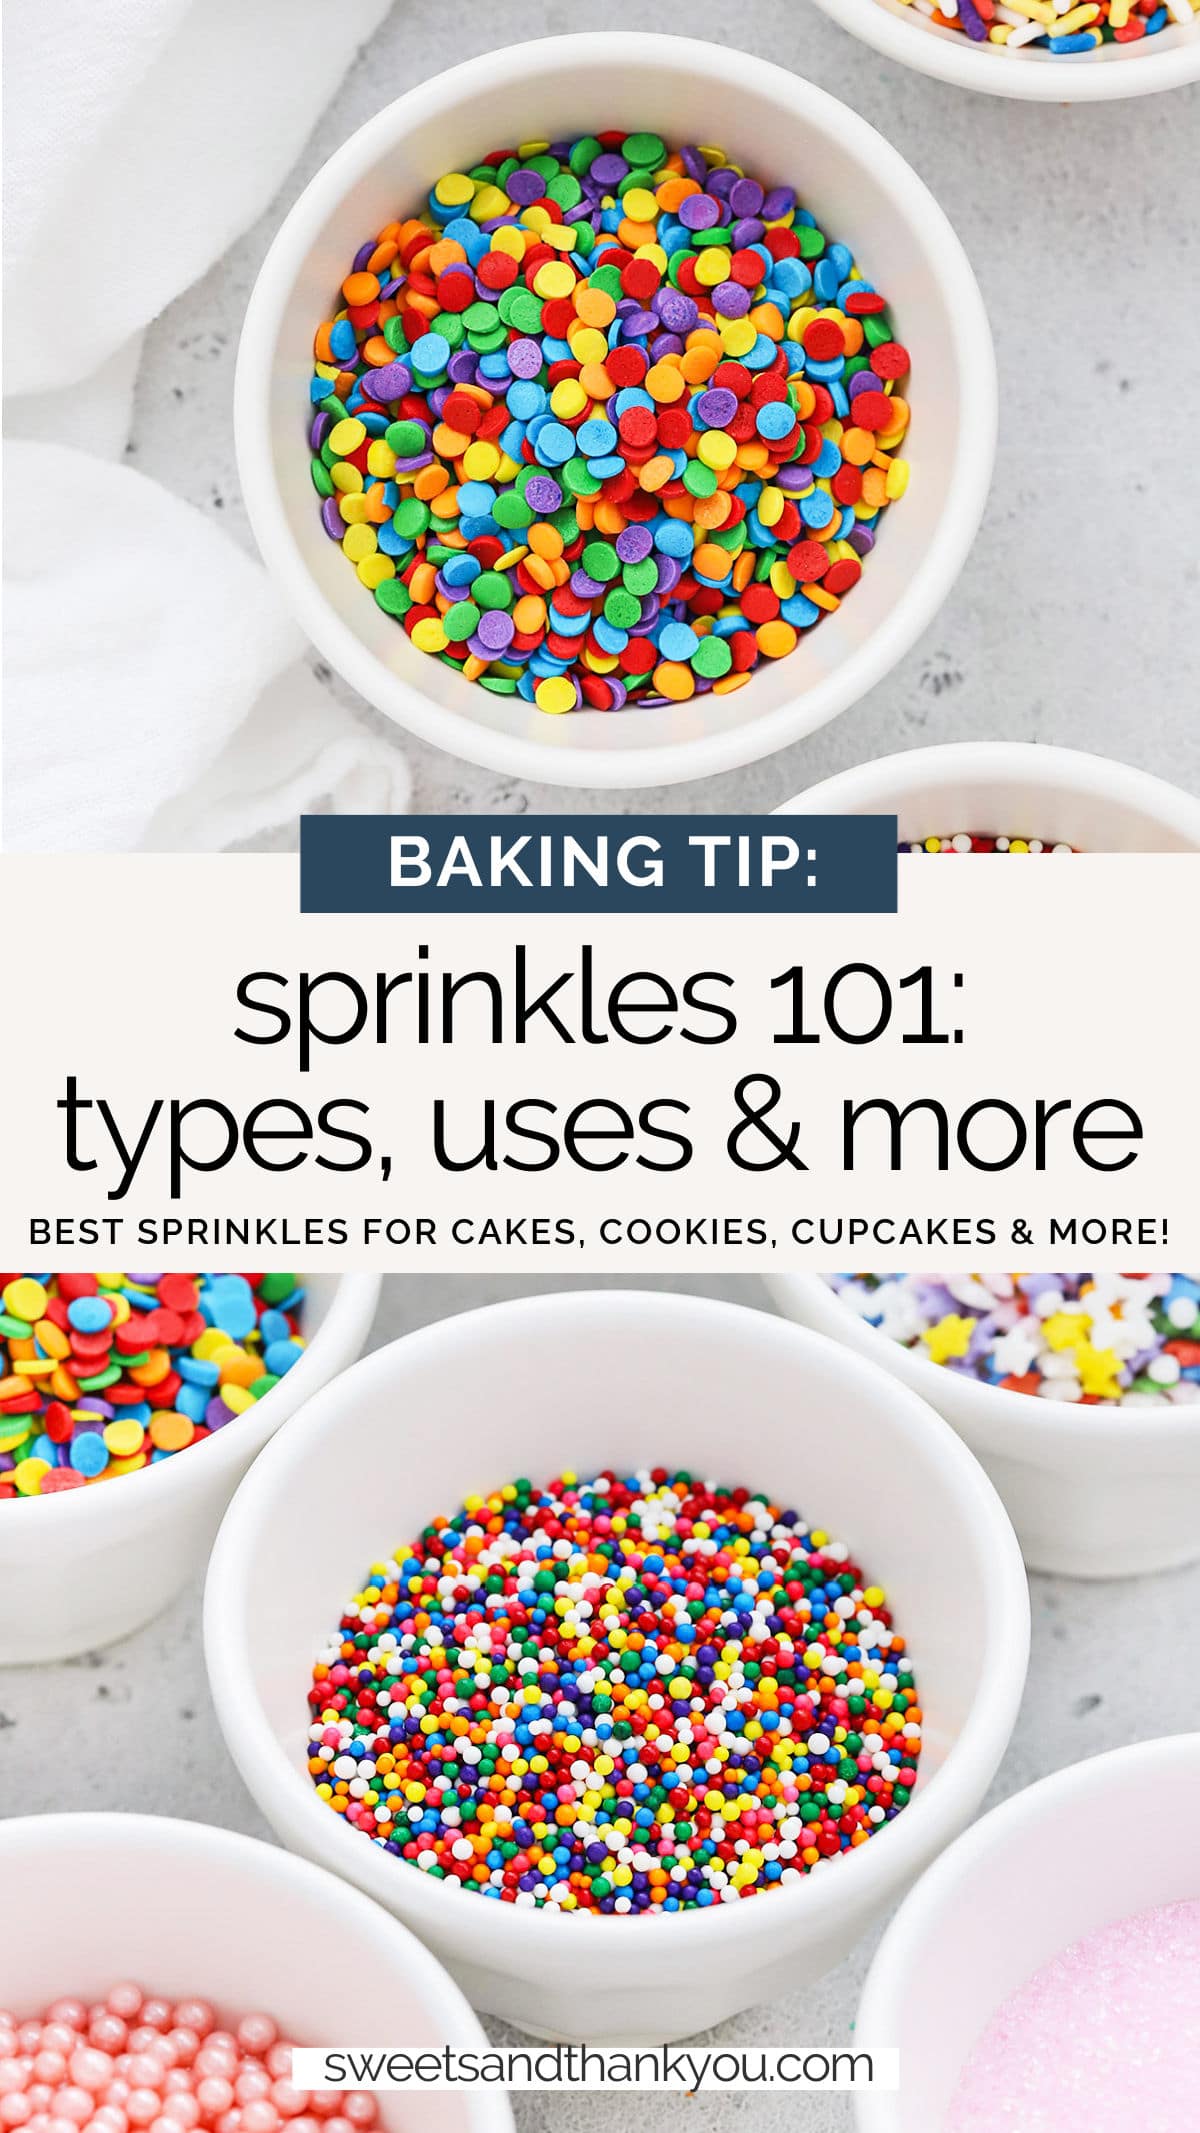 BAKING TIP:
sprinkles 101:
types, uses & more
BEST SPRINKLES FOR CAKES, COOKIES, CUPCAKES & MORE!
sweetsandthankyou.com